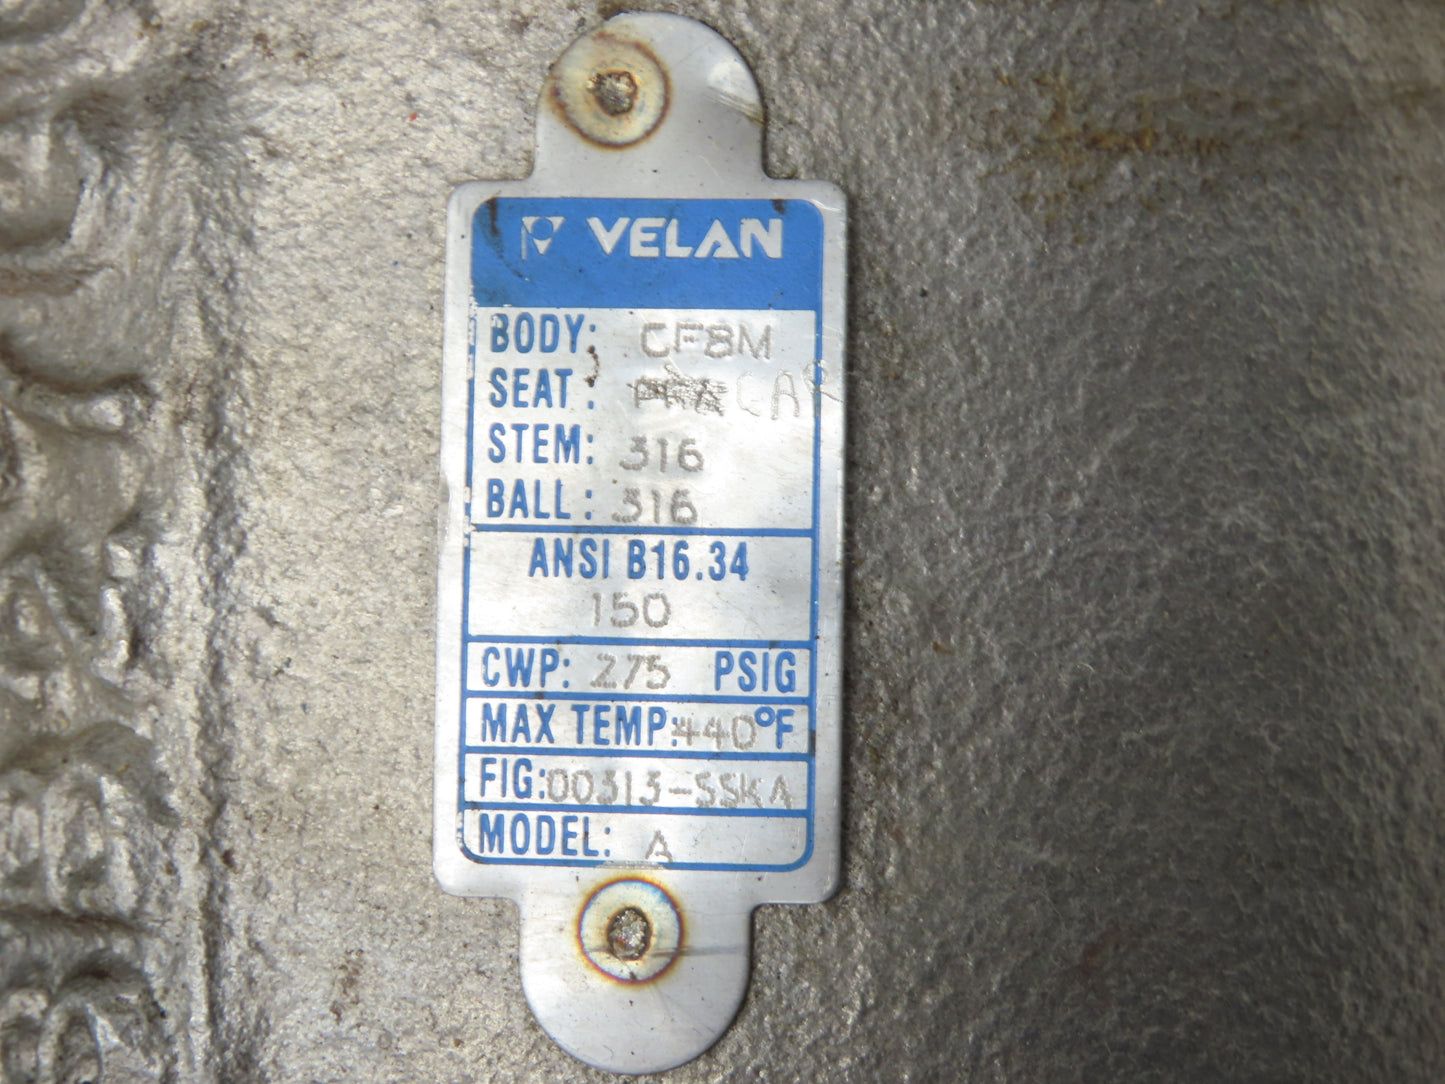 VELAN
BODY: CF8M
SEAT: CAR
STEM: 316
BALL: 316
ANSI B16.34
150
CWP: 275 PSIG
MAX TEMP: 440°F
FIG: 00313-SSKA
MODEL: A